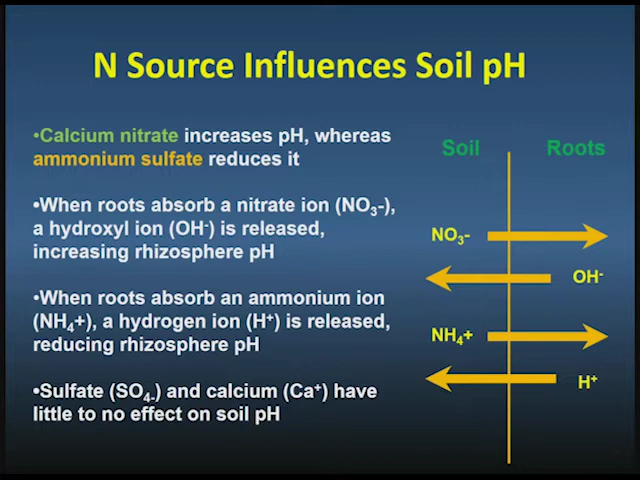 N Source Influences Soil pH
•Calcium nitrate increases pH, whereas
ammonium sulfate reduces it
•When roots absorb a nitrate ion (NO₃-),
a hydroxyl ion (OH⁻) is released,
increasing rhizosphere pH
•When roots absorb an ammonium ion
(NH₄+), a hydrogen ion (H⁺) is released,
reducing rhizosphere pH
•Sulfate (SO₄₋) and calcium (Ca⁺) have
little to no effect on soil pH
Soil Roots
NO₃-
OH⁻
NH₄+
H⁺